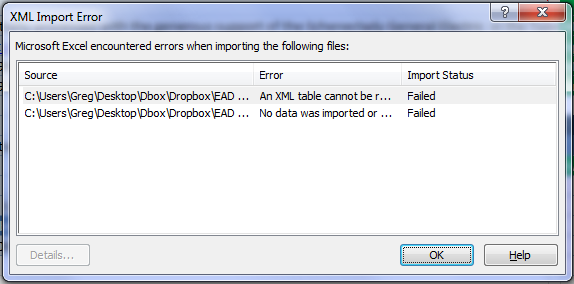 XML Import Error
Microsoft Excel encountered errors when importing the following files:
Source Error Import Status
C:\Users\Greg\Desktop\Dbox\Dropbox\EAD ... An XML table cannot be r... Failed
C:\Users\Greg\Desktop\Dbox\Dropbox\EAD ... No data was imported or ... Failed
Details... OK Help